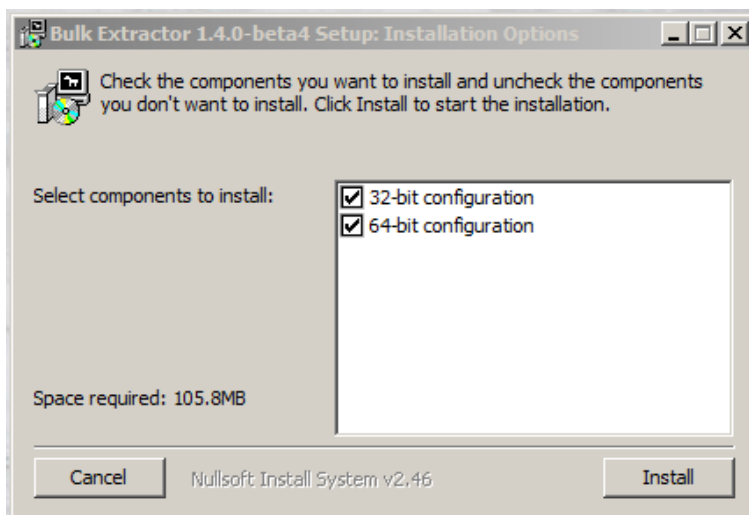 Bulk Extractor 1.4.0-beta4 Setup: Installation Options
Check the components you want to install and uncheck the components
you don't want to install. Click Install to start the installation.
Select components to install:
32-bit configuration
64-bit configuration
Space required: 105.8MB
Cancel
Nullsoft Install System v2.46
Install